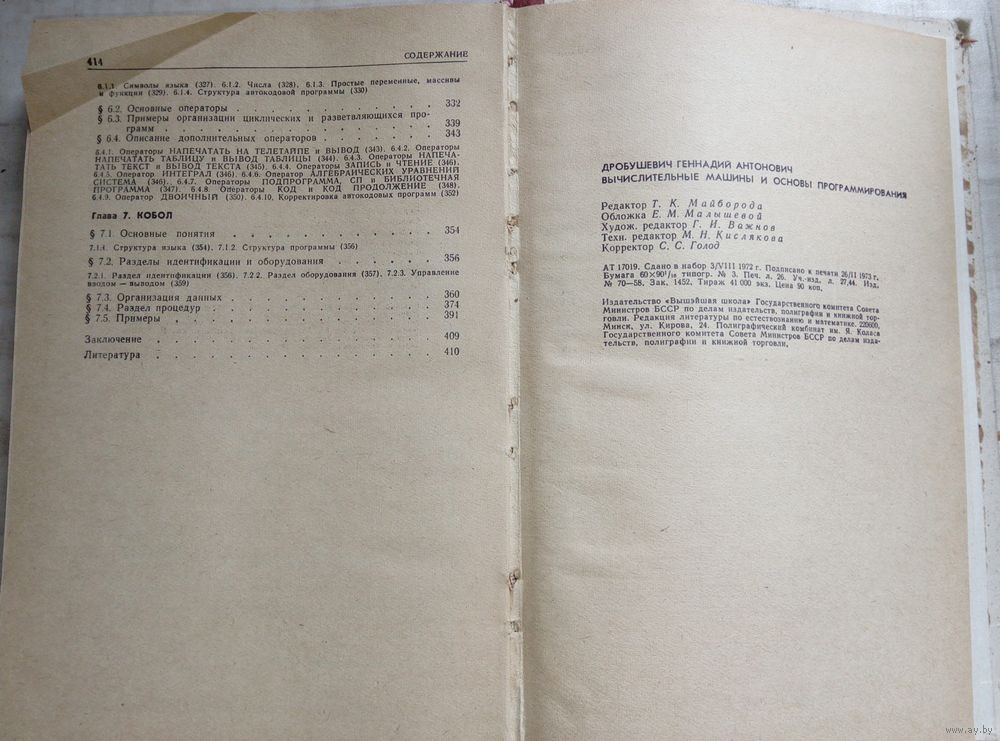 414
СОДЕРЖАНИЕ
6.1.1. Символы языка (327). 6.1.2. Числа (328). 6.1.3. Простые переменные, массивы
и функции (329). 6.1.4. Структура автокодовой программы (330)
§ 6.2. Основные операторы . . . . . . . . . . . . 332
§ 6.3. Примеры организации циклических и разветвляющихся про-
грамм . . . . . . . . . . . . 339
§ 6.4. Описание дополнительных операторов . . . . . . . 343
6.4.1. Операторы НАПЕЧАТАТЬ НА ТЕЛЕТАЙПЕ и ВЫВОД (343). 6.4.2. Операторы
НАПЕЧАТАТЬ ТАБЛИЦУ и ВЫВОД ТАБЛИЦЫ (344). 6.4.3. Операторы НАПЕЧА-
ТАТЬ ТЕКСТ и ВЫВОД ТЕКСТА (345). 6.4.4. Операторы ЗАПИСЬ и ЧТЕНИЕ (346).
6.4.5. Оператор ИНТЕГРАЛ (346). 6.4.6. Оператор АЛГЕБРАИЧЕСКИХ УРАВНЕНИЙ
СИСТЕМА (346). 6.4.7. Операторы ПОДПРОГРАММА, СП и БИБЛИОТЕЧНАЯ
ПРОГРАММА (347). 6.4.8. Операторы КОД и КОД ПРОДОЛЖЕНИЕ (348).
6.4.9. Оператор ДВОИЧНЫЙ (350). 6.4.10. Корректировка автокодовых программ (352)
Глава 7. КОБОЛ
§ 7.1. Основные понятия . . . . . . . . . . . . 354
7.1.1. Структура языка (354). 7.1.2. Структура программы (356)
§ 7.2. Разделы идентификации и оборудования . . . . . . 356
7.2.1. Раздел идентификации (356). 7.2.2. Раздел оборудования (357). 7.2.3. Управление
вводом — выводом (359)
§ 7.3. Организация данных . . . . . . . . . . . . 360
§ 7.4. Раздел процедур . . . . . . . . . . . . 374
§ 7.5. Примеры . . . . . . . . . . . . 391
Заключение . . . . . . . . . . . . 409
Литература . . . . . . . . . . . . 410
ДРОБУШЕВИЧ ГЕННАДИЙ АНТОНОВИЧ
ВЫЧИСЛИТЕЛЬНЫЕ МАШИНЫ И ОСНОВЫ ПРОГРАММИРОВАНИЯ
Редактор Т. К. Майборода
Обложка Е. М. Малышевой
Худож. редактор Г. И. Важнов
Техн. редактор М. Н. Кислякова
Корректор С. С. Голод
АТ 17019. Сдано в набор 3/VIII 1972 г. Подписано к печати 26/II 1973 г.
Бумага 60×90¹/₁₆ типогр. № 3. Печ. л. 26. Уч.-изд. л. 27,44. Изд.
№ 70—58. Зак. 1452. Тираж 41 000 экз. Цена 90 коп.
Издательство «Вышэйшая школа» Государственного комитета Совета
Министров БССР по делам издательств, полиграфии и книжной тор-
говли. Редакция литературы по естествознанию и математике. 220600,
Минск, ул. Кирова, 24. Полиграфический комбинат им. Я. Коласа
Государственного комитета Совета Министров БССР по делам изда-
тельств, полиграфии и книжной торговли.
www.ay.by